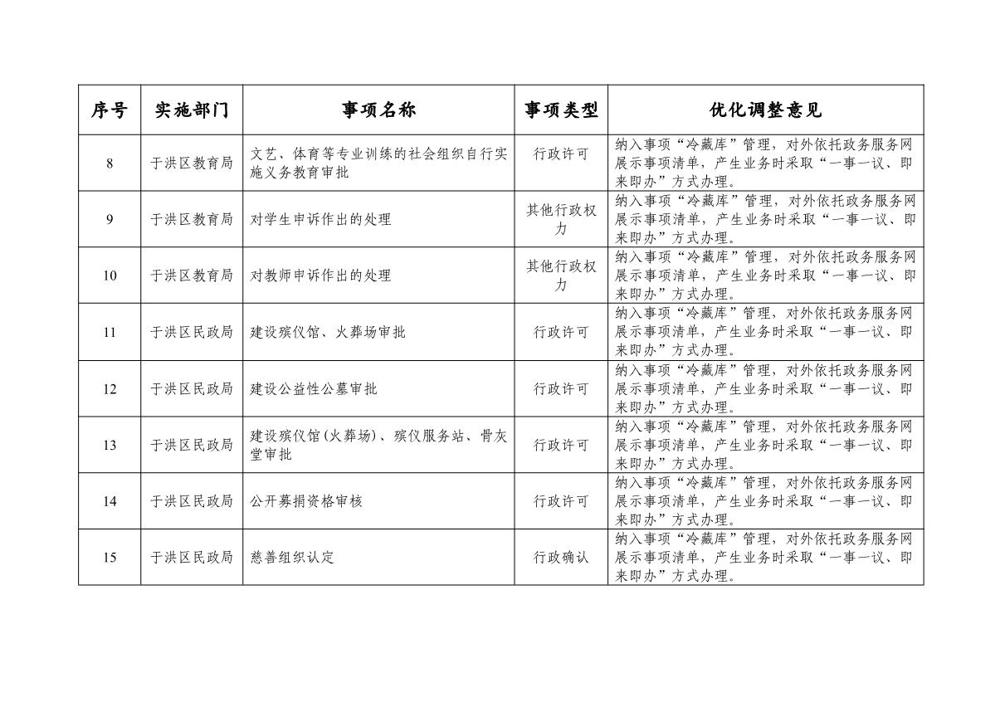 序号 实施部门 事项名称 事项类型 优化调整意见
8 于洪区教育局 文艺、体育等专业训练的社会组织自行实
施义务教育审批 行政许可 纳入事项“冷藏库”管理，对外依托政务服务网
展示事项清单，产生业务时采取“一事一议、即
来即办”方式办理。
9 于洪区教育局 对学生申诉作出的处理 其他行政权
力 纳入事项“冷藏库”管理，对外依托政务服务网
展示事项清单，产生业务时采取“一事一议、即
来即办”方式办理。
10 于洪区教育局 对教师申诉作出的处理 其他行政权
力 纳入事项“冷藏库”管理，对外依托政务服务网
展示事项清单，产生业务时采取“一事一议、即
来即办”方式办理。
11 于洪区民政局 建设殡仪馆、火葬场审批 行政许可 纳入事项“冷藏库”管理，对外依托政务服务网
展示事项清单，产生业务时采取“一事一议、即
来即办”方式办理。
12 于洪区民政局 建设公益性公墓审批 行政许可 纳入事项“冷藏库”管理，对外依托政务服务网
展示事项清单，产生业务时采取“一事一议、即
来即办”方式办理。
13 于洪区民政局 建设殡仪馆(火葬场)、殡仪服务站、骨灰
堂审批 行政许可 纳入事项“冷藏库”管理，对外依托政务服务网
展示事项清单，产生业务时采取“一事一议、即
来即办”方式办理。
14 于洪区民政局 公开募捐资格审核 行政许可 纳入事项“冷藏库”管理，对外依托政务服务网
展示事项清单，产生业务时采取“一事一议、即
来即办”方式办理。
15 于洪区民政局 慈善组织认定 行政确认 纳入事项“冷藏库”管理，对外依托政务服务网
展示事项清单，产生业务时采取“一事一议、即
来即办”方式办理。